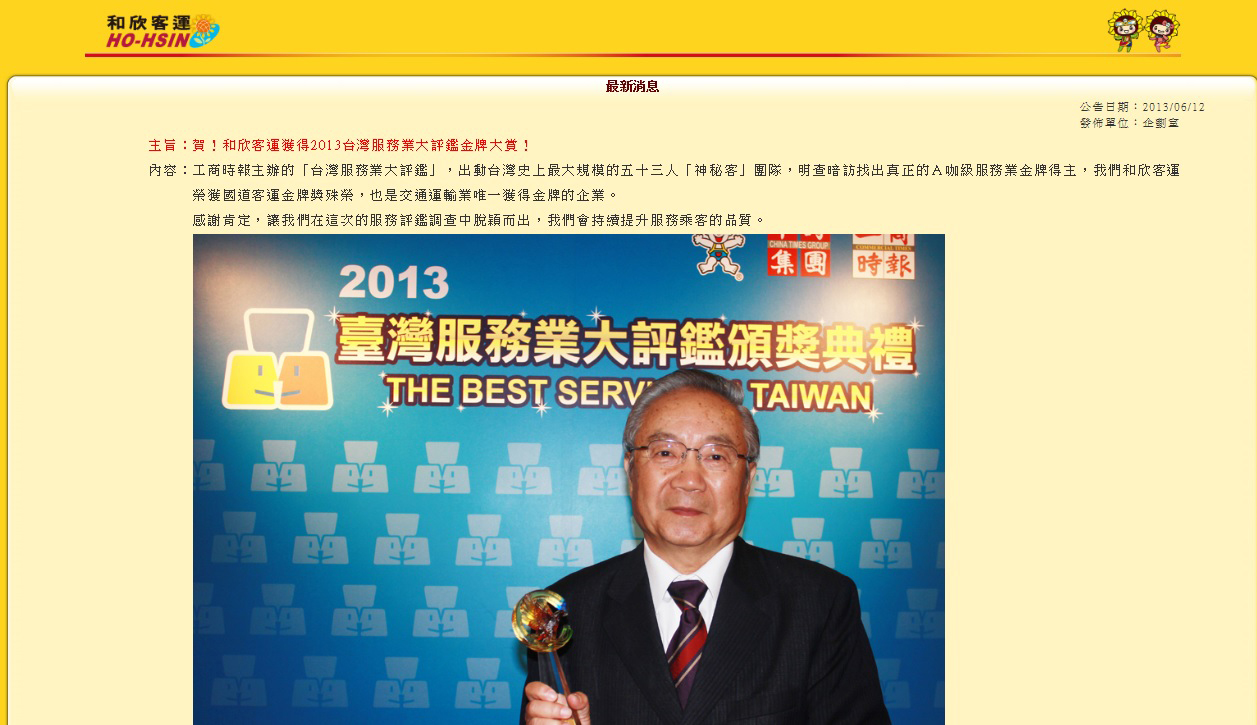 和欣客運
HO-HSIN
最新消息
公告日期：2013/06/12
發佈單位：企劃室
主旨：賀！和欣客運獲得2013台灣服務業大評鑑金牌大賞！
內容：工商時報主辦的「台灣服務業大評鑑」，出動台灣史上最大規模的五十三人「神秘客」團隊，明查暗訪找出真正的A咖級服務業金牌得主，我們和欣客運
榮獲國道客運金牌獎殊榮，也是交通運輸業唯一獲得金牌的企業。
感謝肯定，讓我們在這次的服務評鑑調查中脫穎而出，我們會持續提升服務乘客的品質。
CHINA TIMES GROUP
集團
COMMERCIAL TIMES
時報
2013
臺灣服務業大評鑑頒獎典禮
THE BEST SERV TAIWAN